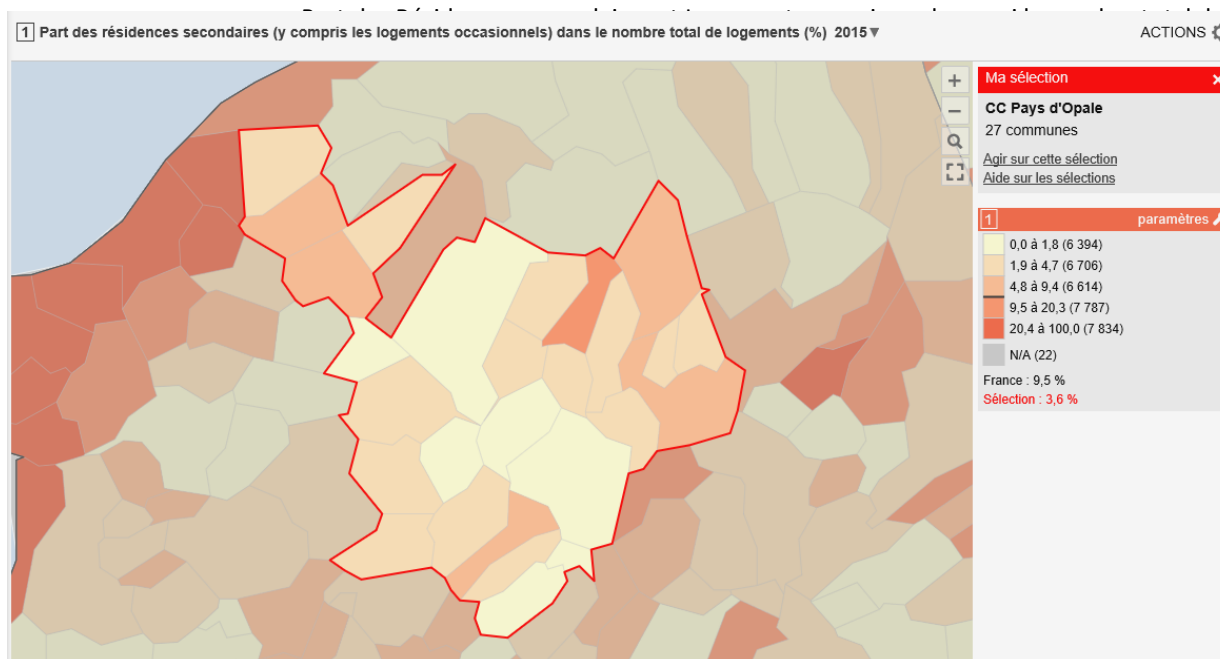 1 Part des résidences secondaires (y compris les logements occasionnels) dans le nombre total de logements (%) 2015▼
ACTIONS
Ma sélection
CC Pays d'Opale
27 communes
Agir sur cette sélection
Aide sur les sélections
1 paramètres
0,0 à 1,8 (6 394)
1,9 à 4,7 (6 706)
4,8 à 9,4 (6 614)
9,5 à 20,3 (7 787)
20,4 à 100,0 (7 834)
N/A (22)
France : 9,5 %
Sélection : 3,6 %